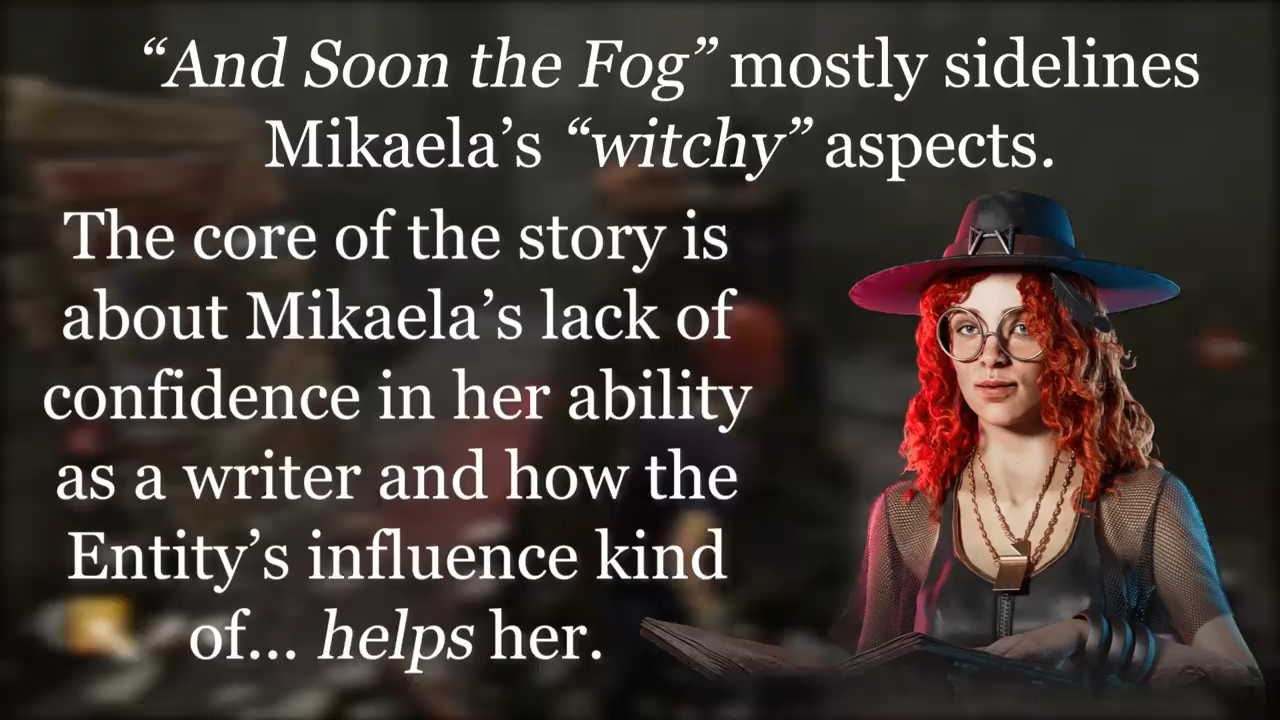 “And Soon the Fog” mostly sidelines
Mikaela’s “witchy” aspects.
The core of the story is
about Mikaela’s lack of
confidence in her ability
as a writer and how the
Entity’s influence kind
of... helps her.